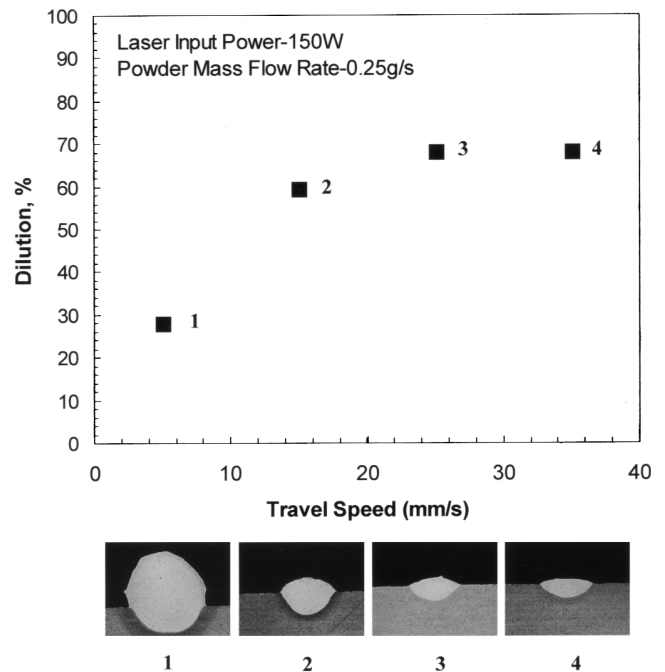 100
90
80
70
60
50
40
30
20
10
0
Dilution, %
Laser Input Power-150W
Powder Mass Flow Rate-0.25g/s
1
2
3
4
0 10 20 30 40
Travel Speed (mm/s)
1 2 3 4